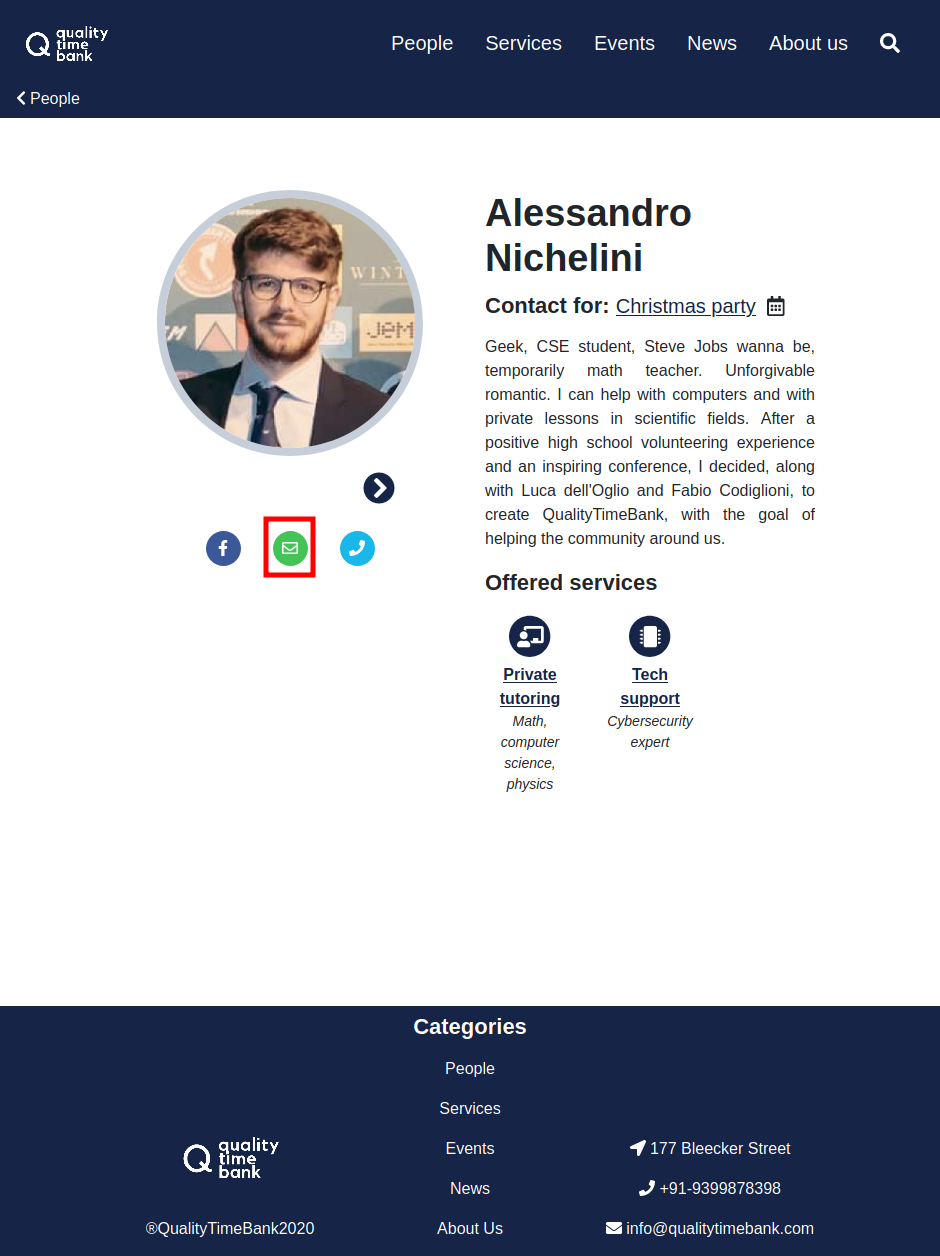 quality
time
bank
People Services Events News About us
People
WINT
JEM
Alessandro
Nichelini
Contact for: Christmas party
Geek, CSE student, Steve Jobs wanna be,
temporarily math teacher. Unforgivable
romantic. I can help with computers and with
private lessons in scientific fields. After a
positive high school volunteering experience
and an inspiring conference, I decided, along
with Luca dell'Oglio and Fabio Codiglioni, to
create QualityTimeBank, with the goal of
helping the community around us.
Offered services
Private
tutoring
Math,
computer
science,
physics
Tech
support
Cybersecurity
expert
Categories
People
Services
Events
News
About Us
quality
time
bank
®QualityTimeBank2020
177 Bleecker Street
+91-9399878398
info@qualitytimebank.com